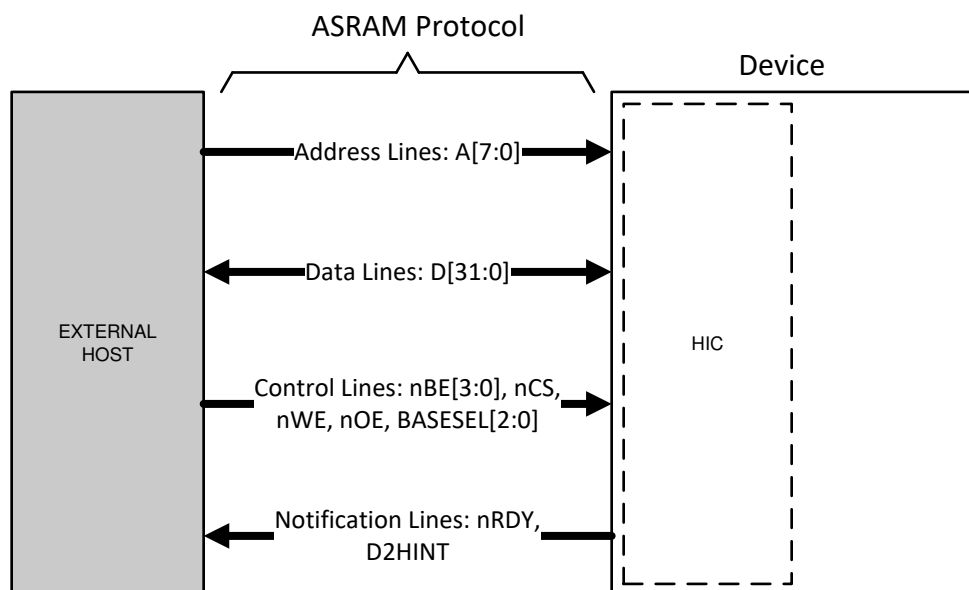 ASRAM Protocol
Device
Address Lines: A[7:0]
Data Lines: D[31:0]
EXTERNAL
HOST
HIC
Control Lines: nBE[3:0], nCS,
nWE, nOE, BASESEL[2:0]
Notification Lines: nRDY,
D2HINT